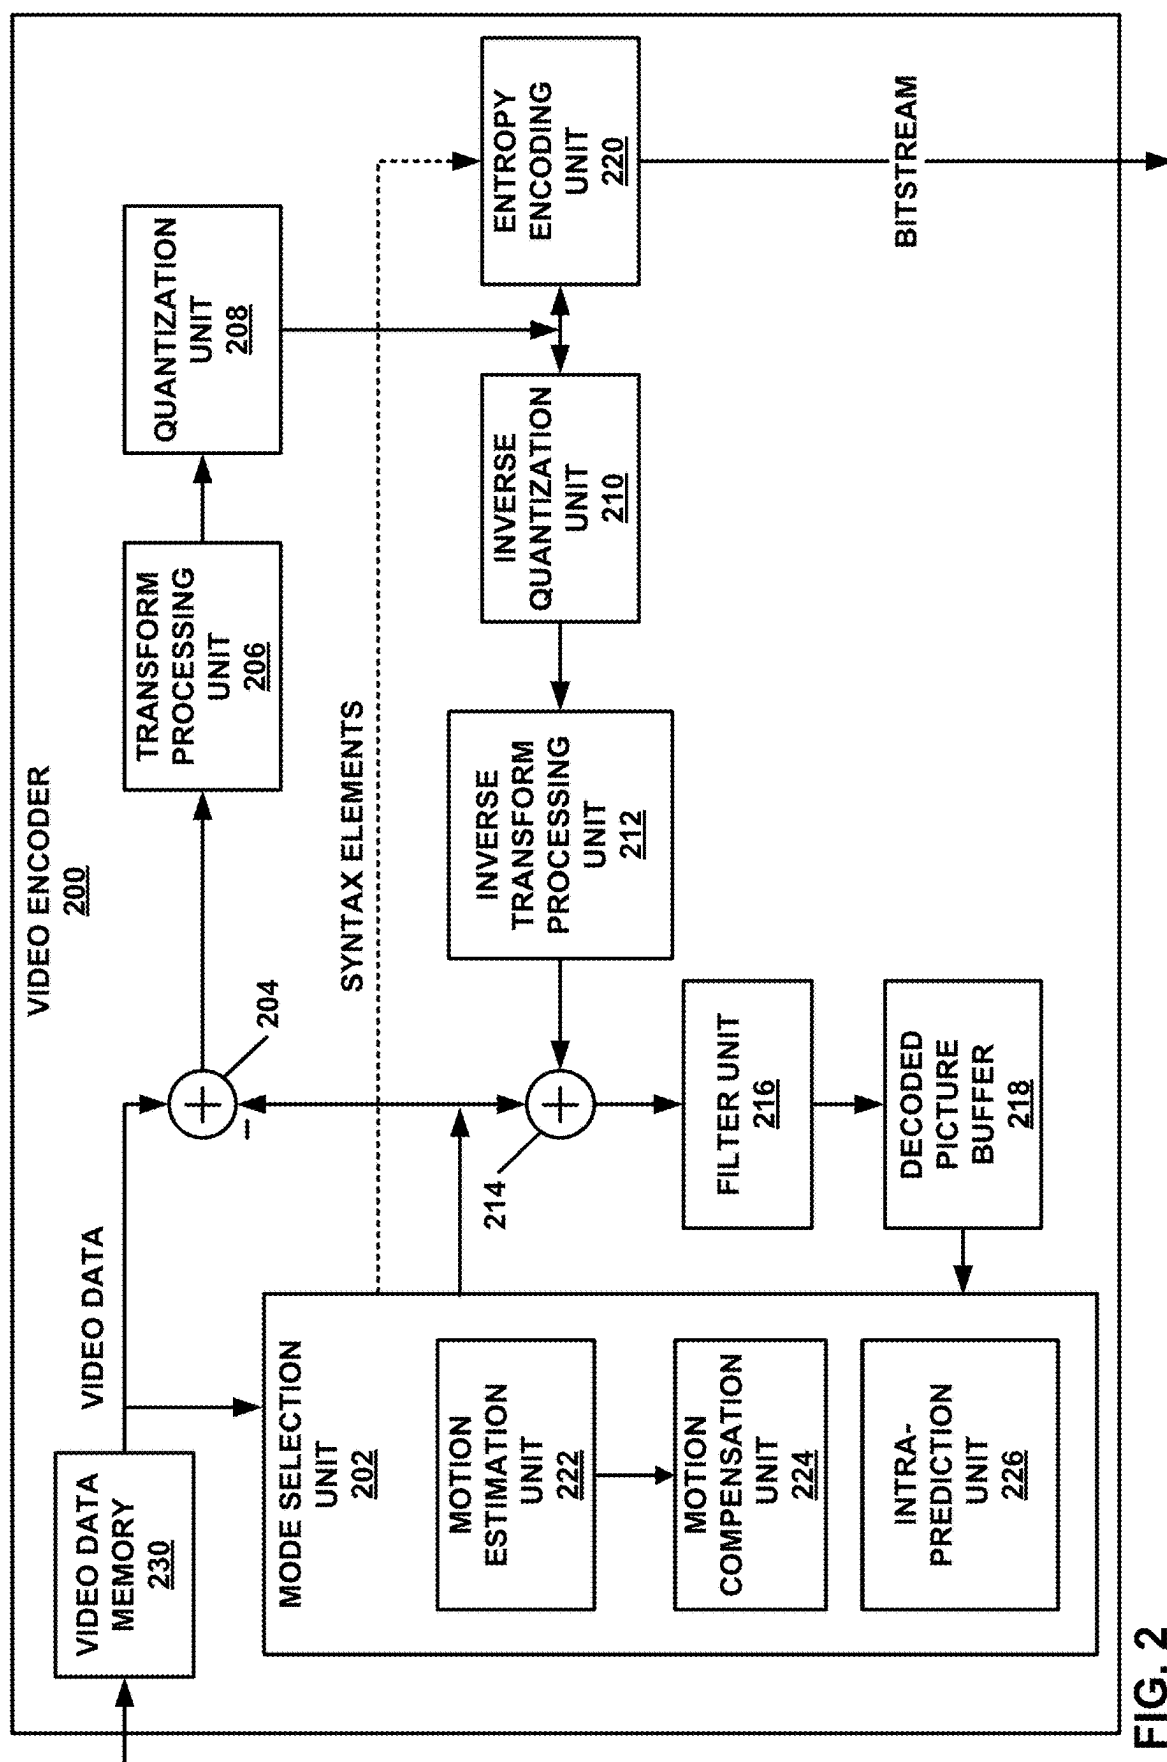 VIDEO ENCODER
200
VIDEO DATA
MEMORY
230
VIDEO DATA
204
TRANSFORM
PROCESSING
UNIT
206
QUANTIZATION
UNIT
208
SYNTAX ELEMENTS
MODE SELECTION
UNIT
202
MOTION
ESTIMATION
UNIT
222
MOTION
COMPENSATION
UNIT
224
INTRA-
PREDICTION
UNIT
226
214
INVERSE
TRANSFORM
PROCESSING
UNIT
212
INVERSE
QUANTIZATION
UNIT
210
ENTROPY
ENCODING
UNIT
220
FILTER UNIT
216
DECODED
PICTURE
BUFFER
218
BITSTREAM
FIG. 2